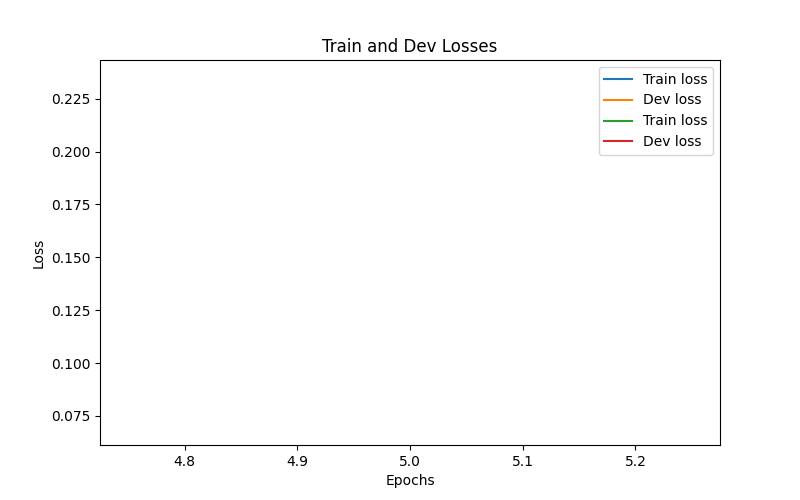 Train and Dev Losses
Train loss
Dev loss
Train loss
Dev loss
0.225
0.200
0.175
0.150
0.125
0.100
0.075
Loss
4.8
4.9
5.0
5.1
5.2
Epochs